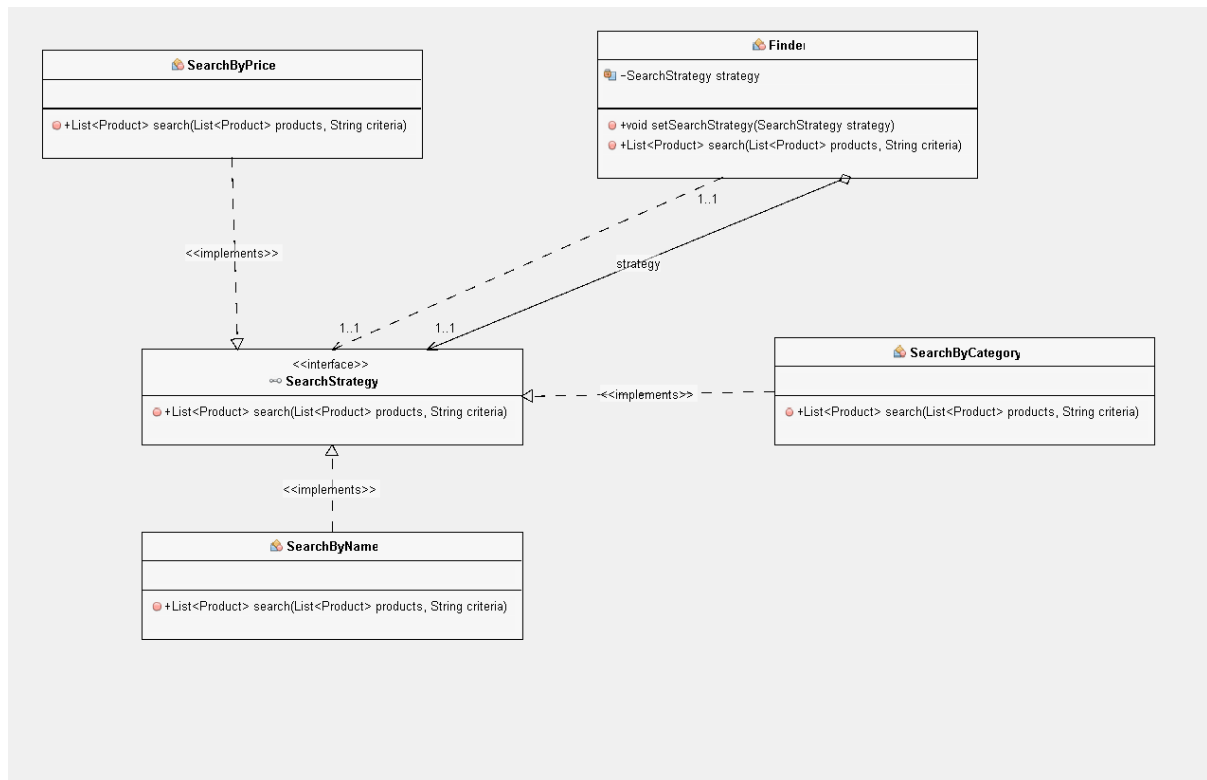 SearchByPrice
+List<Product> search(List<Product> products, String criteria)
Finder
-SearchStrategy strategy
+void setSearchStrategy(SearchStrategy strategy)
+List<Product> search(List<Product> products, String criteria)
1..1
<<implements>>
strategy
1..1
1..1
<<interface>>
SearchStrategy
+List<Product> search(List<Product> products, String criteria)
<<implements>>
SearchByCategory
+List<Product> search(List<Product> products, String criteria)
<<implements>>
SearchByName
+List<Product> search(List<Product> products, String criteria)